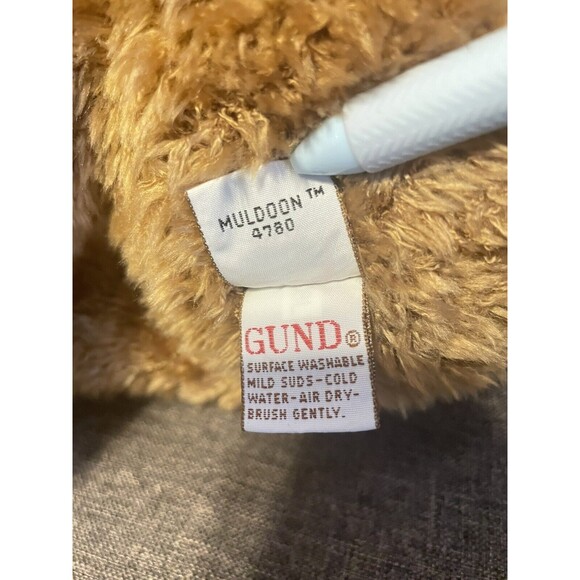 MULDOON™
4780
GUND®
SURFACE WASHABLE
MILD SUDS-COLD
WATER-AIR DRY-
BRUSH GENTLY.